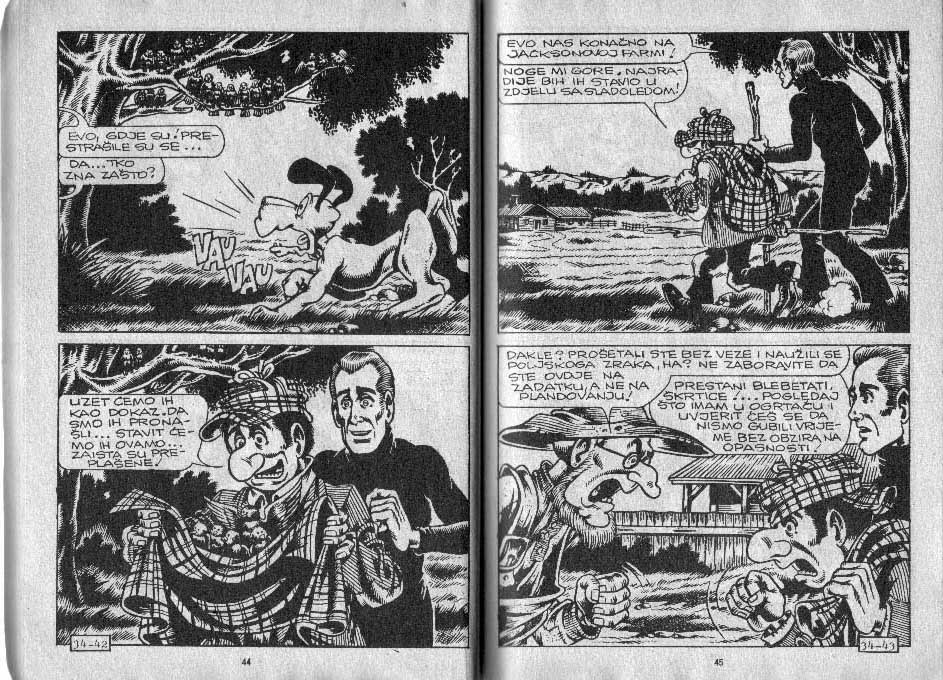 EVO, GDJE SU! PRE-
STRAŠILE SU SE ...
DA...TKO
ZNA ZAŠTO?
VAU
VAU
UZET ĆEMO IH
KAO DOKAZ, DA
SMO IH PRONA-
ŠLI... STAVIT ĆE-
MO IH OVAMO...
ZAISTA SU PRE-
PLAŠENE!
34-42
44
EVO NAS KONAČNO NA
JACKSONOVOJ FARMI!
NOGE MI GORE, NAJRA-
DIJE BIH IH STAVIO U
ZDJELU SA SLADOLEDOM!
DAKLE? PROŠETALI STE BEZ VEZE I NAUŽILI SE
POLJSKOGA ZRAKA, HA? NE ZABORAVITE DA
STE OVDJE NA
ZADATKU, A NE NA
PLANDOVANJU!
PRESTANI BLEBETATI,
ŠKRTICE!... POGLEDAJ
ŠTO IMAM U OGRTAČU I
UVJERIT ĆEŠ SE DA
NISMO GUBILI VRIJE-
ME BEZ OBZIRA NA
OPASNOSTI.
34-43
45